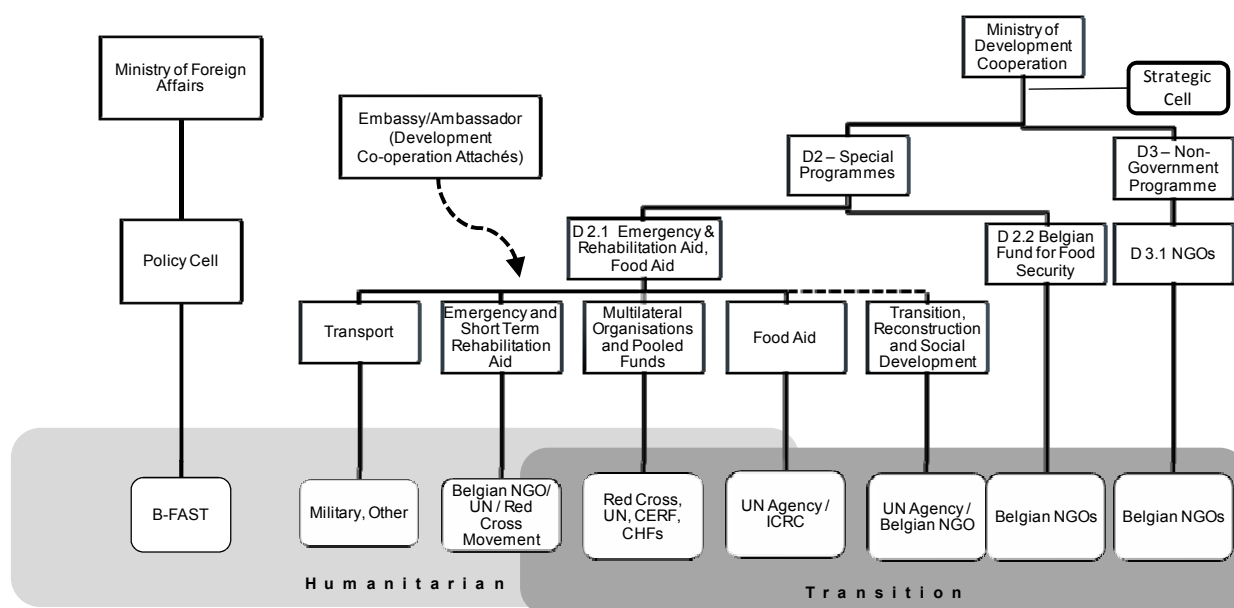 Ministry of
Development
Cooperation
Ministry of Foreign
Affairs
Strategic
Cell
Embassy/Ambassador
(Development
Co-operation Attachés)
D2 – Special
Programmes
D3 – Non-
Government
Programme
Policy Cell
D 2.1 Emergency &
Rehabilitation Aid,
Food Aid
D 2.2 Belgian
Fund for Food
Security
D 3.1 NGOs
Transport
Emergency and
Short Term
Rehabilitation
Aid
Multilateral
Organisations
and Pooled
Funds
Food Aid
Transition,
Reconstruction
and Social
Development
B-FAST
Military, Other
Belgian NGO/
UN / Red
Cross
Movement
Red Cross,
UN, CERF,
CHFs
UN Agency /
ICRC
UN Agency
/ Belgian NGO
Belgian NGOs
Belgian NGOs
Humanitarian
Transition